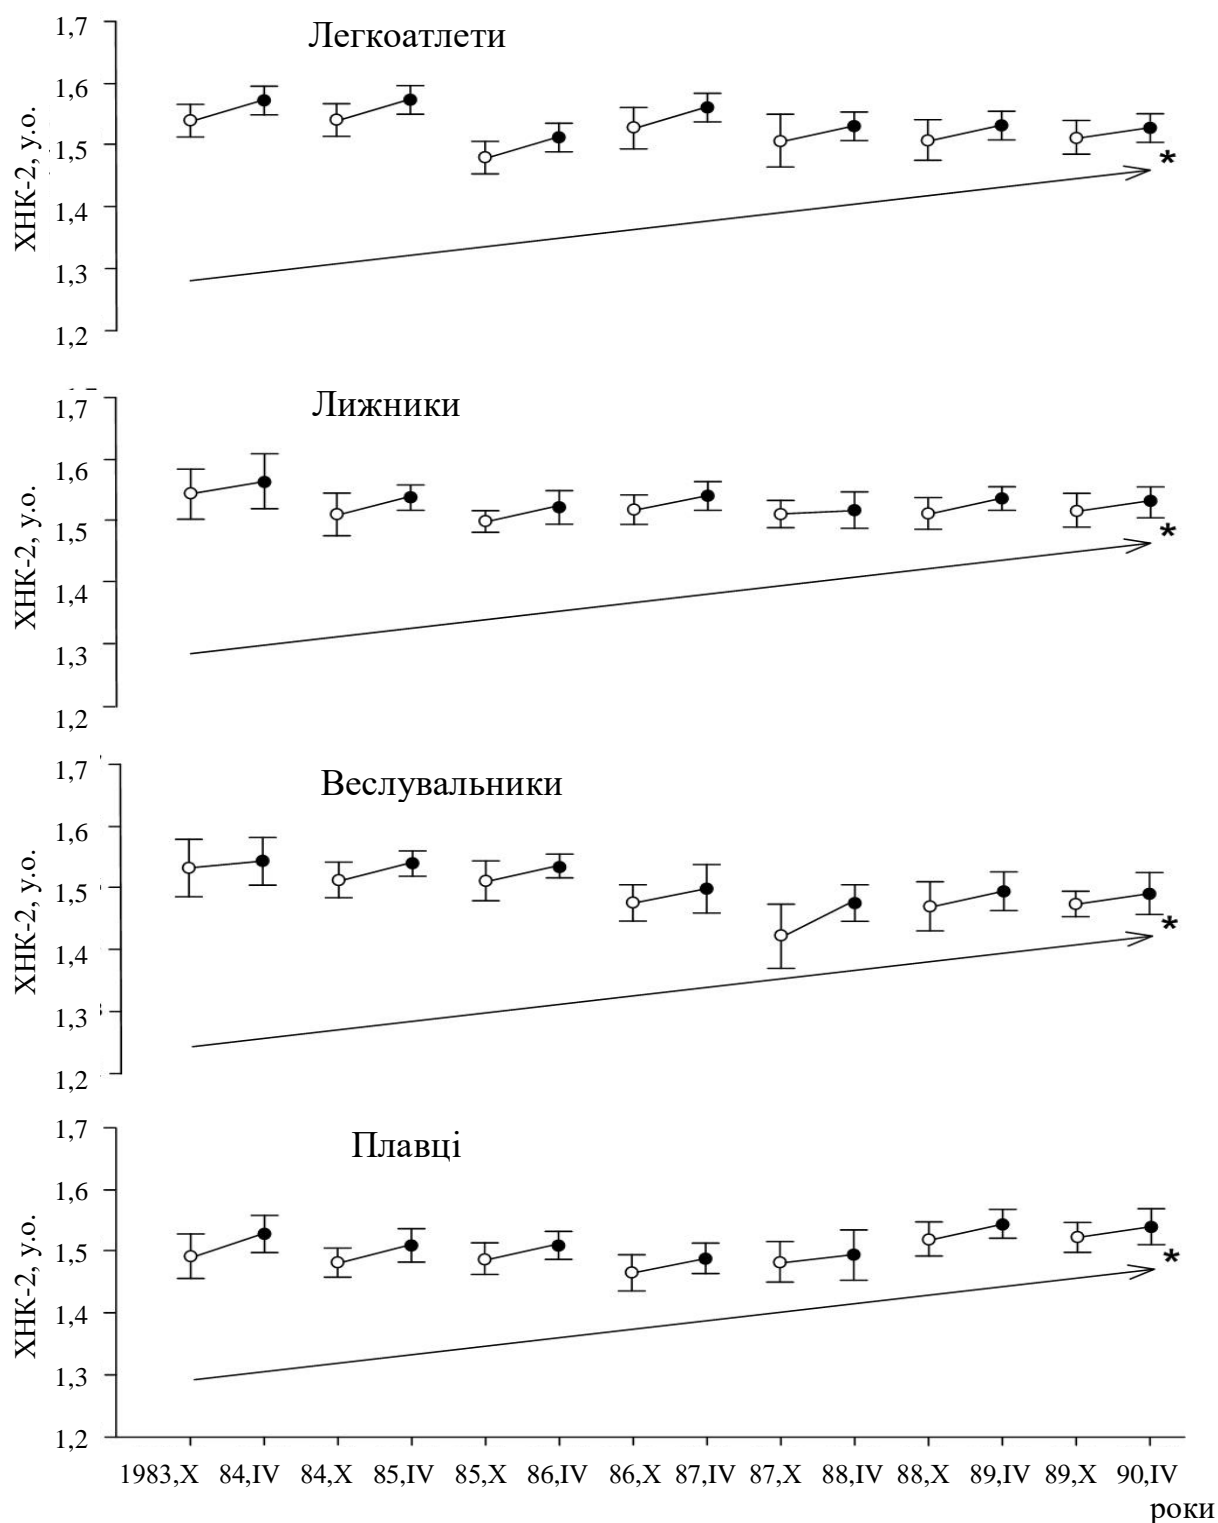 Легкоатлети
ХНК-2, у.о.
1,7
1,6
1,5
1,4
1,3
1,2
*
Лижники
ХНК-2, у.о.
1,7
1,6
1,5
1,4
1,3
1,2
*
Веслувальники
ХНК-2, у.о.
1,7
1,6
1,5
1,4
1,3
1,2
*
Плавці
ХНК-2, у.о.
1,7
1,6
1,5
1,4
1,3
1,2
*
1983,X 84,IV 84,X 85,IV 85,X 86,IV 86,X 87,IV 87,X 88,IV 88,X 89,IV 89,X 90,IV
роки